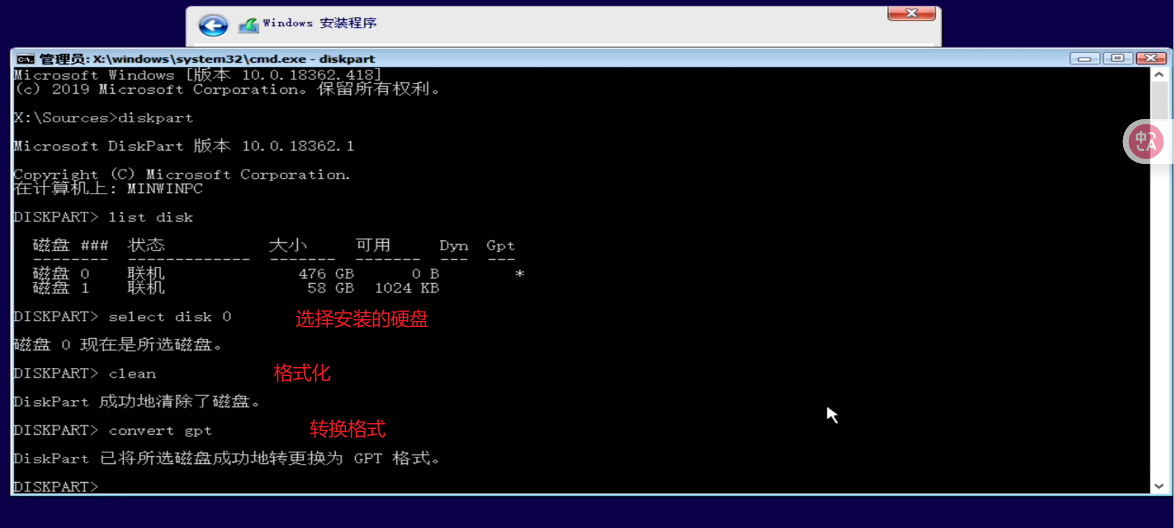 Windows 安装程序
管理员: X:\windows\system32\cmd.exe - diskpart
Microsoft Windows [版本 10.0.18362.418]
(c) 2019 Microsoft Corporation。保留所有权利。
X:\Sources>diskpart
Microsoft DiskPart 版本 10.0.18362.1
Copyright (C) Microsoft Corporation.
在计算机上: MINWINPC
DISKPART> list disk
磁盘 ### 状态 大小 可用 Dyn Gpt
-------- ------------- ------- ------- --- ---
磁盘 0 联机 476 GB 0 B *
磁盘 1 联机 58 GB 1024 KB
DISKPART> select disk 0 选择安装的硬盘
磁盘 0 现在是所选磁盘。
DISKPART> clean 格式化
DiskPart 成功地清除了磁盘。
DISKPART> convert gpt 转换格式
DiskPart 已将所选磁盘成功地转更换为 GPT 格式。
DISKPART>
中A